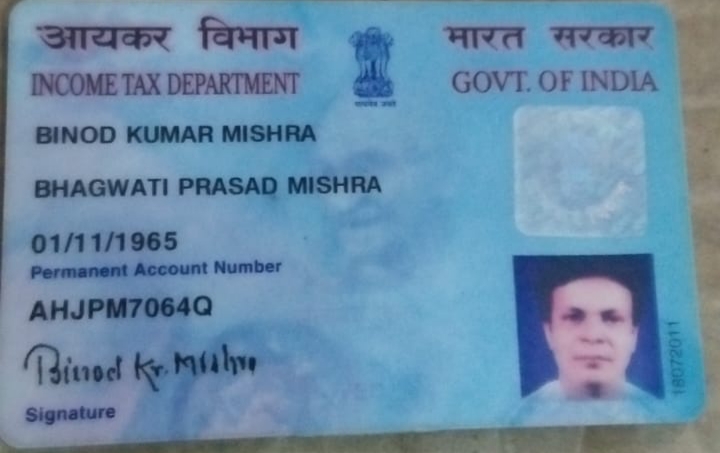 आयकर विभाग भारत सरकार
INCOME TAX DEPARTMENT GOVT. OF INDIA
सत्यमेव जयते
BINOD KUMAR MISHRA
BHAGWATI PRASAD MISHRA
01/11/1965
Permanent Account Number
AHJPM7064Q
Binod Kr. Mishra
Signature
18072011